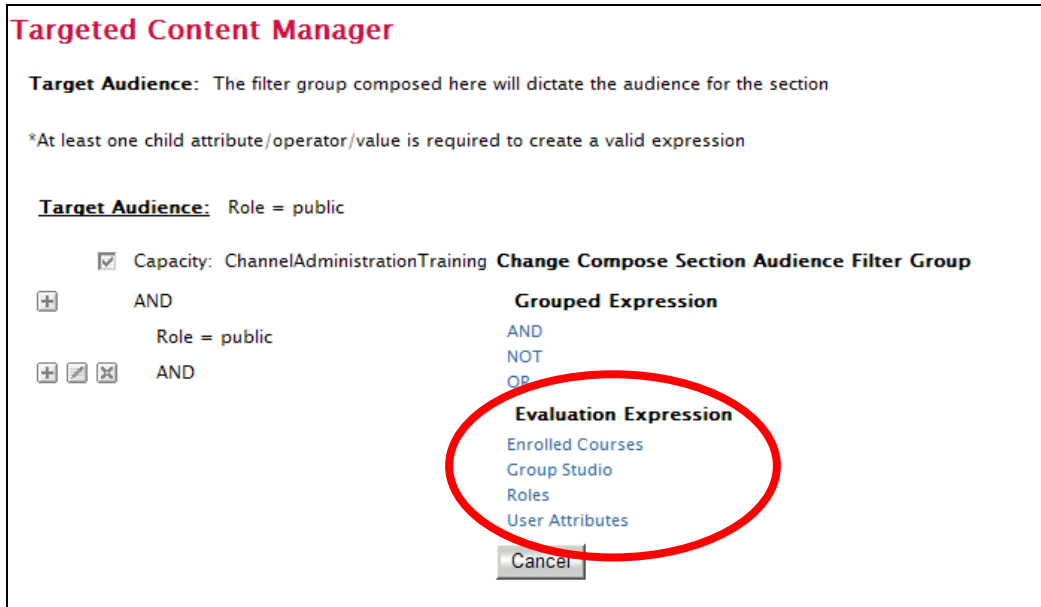 Targeted Content Manager
Target Audience: The filter group composed here will dictate the audience for the section
*At least one child attribute/operator/value is required to create a valid expression
Target Audience: Role = public
Capacity: ChannelAdministrationTraining Change Compose Section Audience Filter Group
AND Grouped Expression
Role = public AND
NOT
AND OR
Evaluation Expression
Enrolled Courses
Group Studio
Roles
User Attributes
Cancel